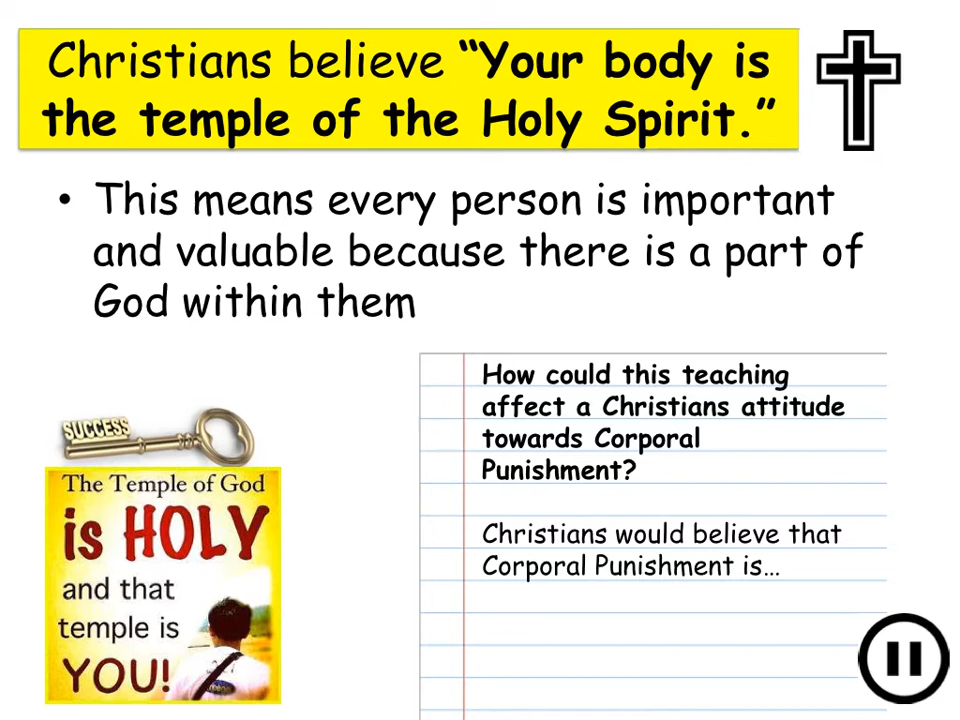 Christians believe “Your body is
the temple of the Holy Spirit.”
• This means every person is important
and valuable because there is a part of
God within them
How could this teaching
affect a Christians attitude
towards Corporal
Punishment?
Christians would believe that
Corporal Punishment is…
SUCCESS
The Temple of God
is HOLY
and that
temple is
YOU!